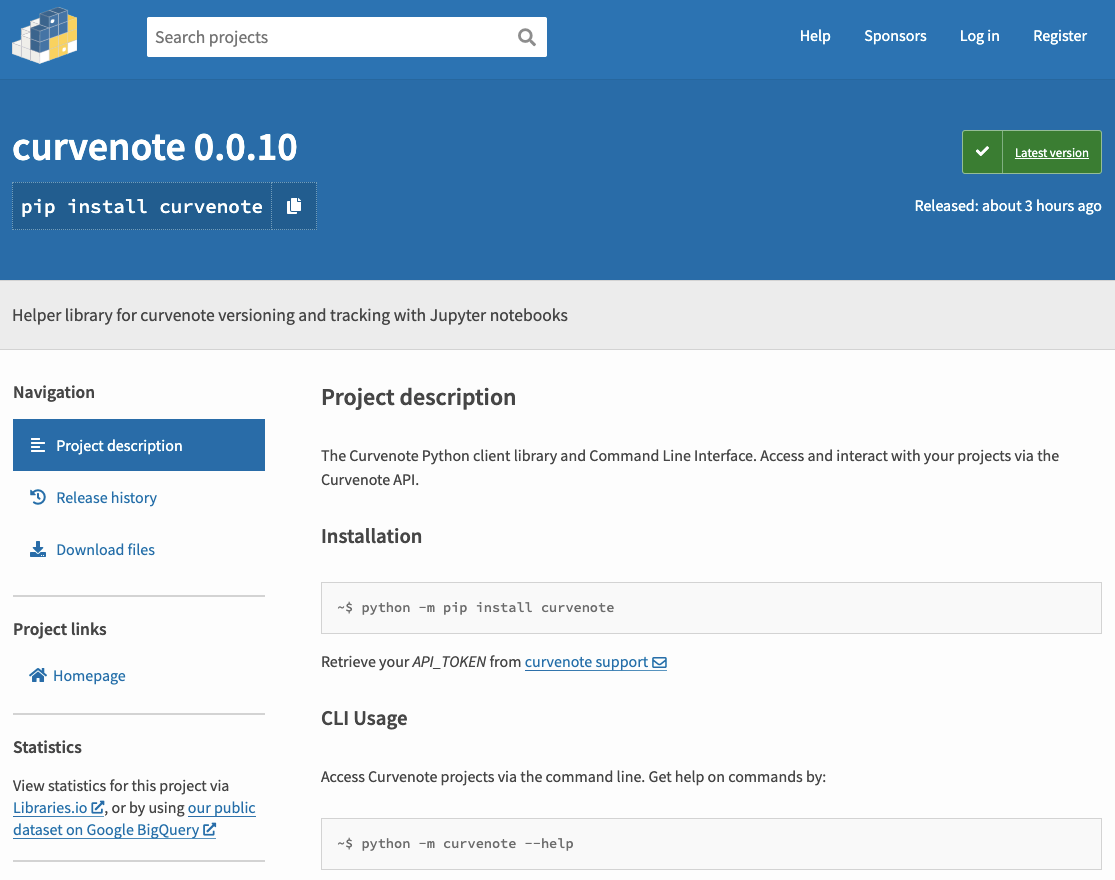 Search projects
Help
Sponsors
Log in
Register
curvenote 0.0.10
Latest version
pip install curvenote
Released: about 3 hours ago
Helper library for curvenote versioning and tracking with Jupyter notebooks
Navigation
Project description
Release history
Download files
Project links
Homepage
Statistics
View statistics for this project via
Libraries.io, or by using our public
dataset on Google BigQuery
Project description
The Curvenote Python client library and Command Line Interface. Access and interact with your projects via the
Curvenote API.
Installation
~$ python -m pip install curvenote
Retrieve your API_TOKEN from curvenote support
CLI Usage
Access Curvenote projects via the command line. Get help on commands by:
~$ python -m curvenote --help